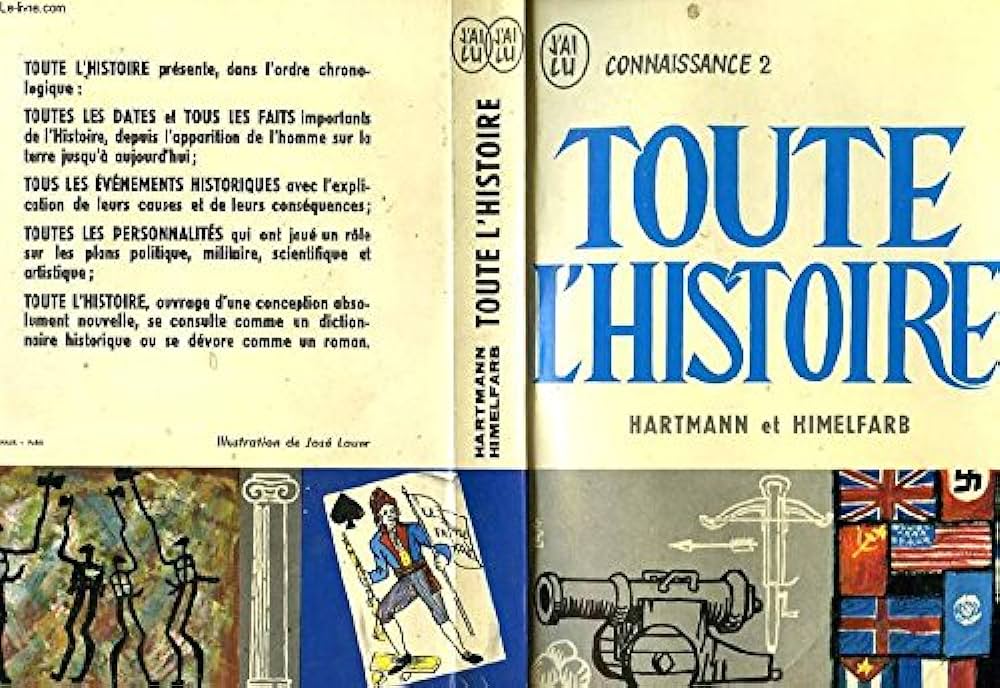 Le-livre.com
TOUTE L'HISTOIRE présente, dans l'ordre chrono-
logique :
TOUTES LES DATES et TOUS LES FAITS importants
de l'Histoire, depuis l'apparition de l'homme sur la
terre jusqu'à aujourd'hui ;
TOUS LES ÉVÉNEMENTS HISTORIQUES avec l'expli-
cation de leurs causes et de leurs conséquences ;
TOUTES LES PERSONNALITÉS qui ont joué un rôle
sur les plans politique, militaire, scientifique et
artistique ;
TOUTE L'HISTOIRE, ouvrage d'une conception abso-
lument nouvelle, se consulte comme un diction-
naire historique ou se dévore comme un roman.
Illustration de José Lauer
J'AI LU
J'AI LU
HARTMANN
HIMELFARB
TOUTE L'HISTOIRE
J'AI
LU
CONNAISSANCE 2
TOUTE
L'HISTOIRE
HARTMANN et HIMELFARB